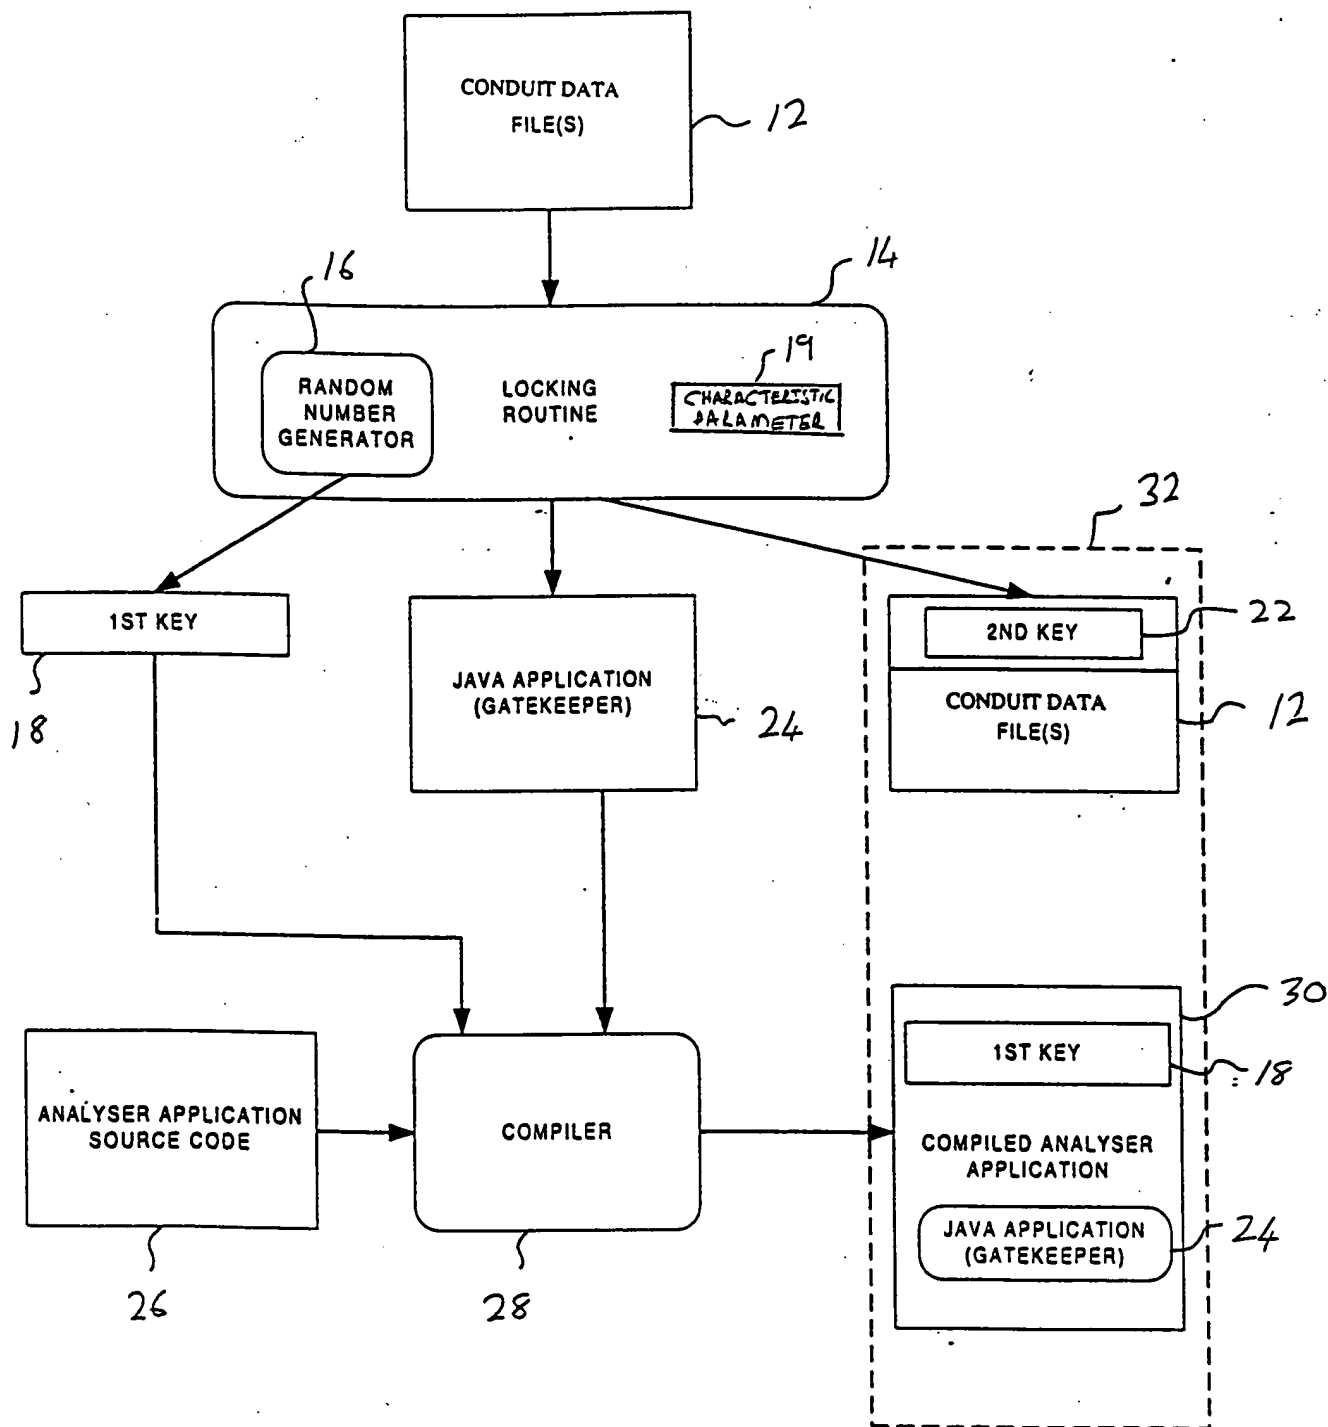 CONDUIT DATA
FILE(S)
12
16
14
RANDOM
NUMBER
GENERATOR
LOCKING
ROUTINE
19
CHARACTERISTIC
PARAMETER
32
1ST KEY
18
JAVA APPLICATION
(GATEKEEPER)
24
2ND KEY
22
CONDUIT DATA
FILE(S)
12
ANALYSER APPLICATION
SOURCE CODE
26
COMPILER
28
30
1ST KEY
18
COMPILED ANALYSER
APPLICATION
JAVA APPLICATION
(GATEKEEPER)
24